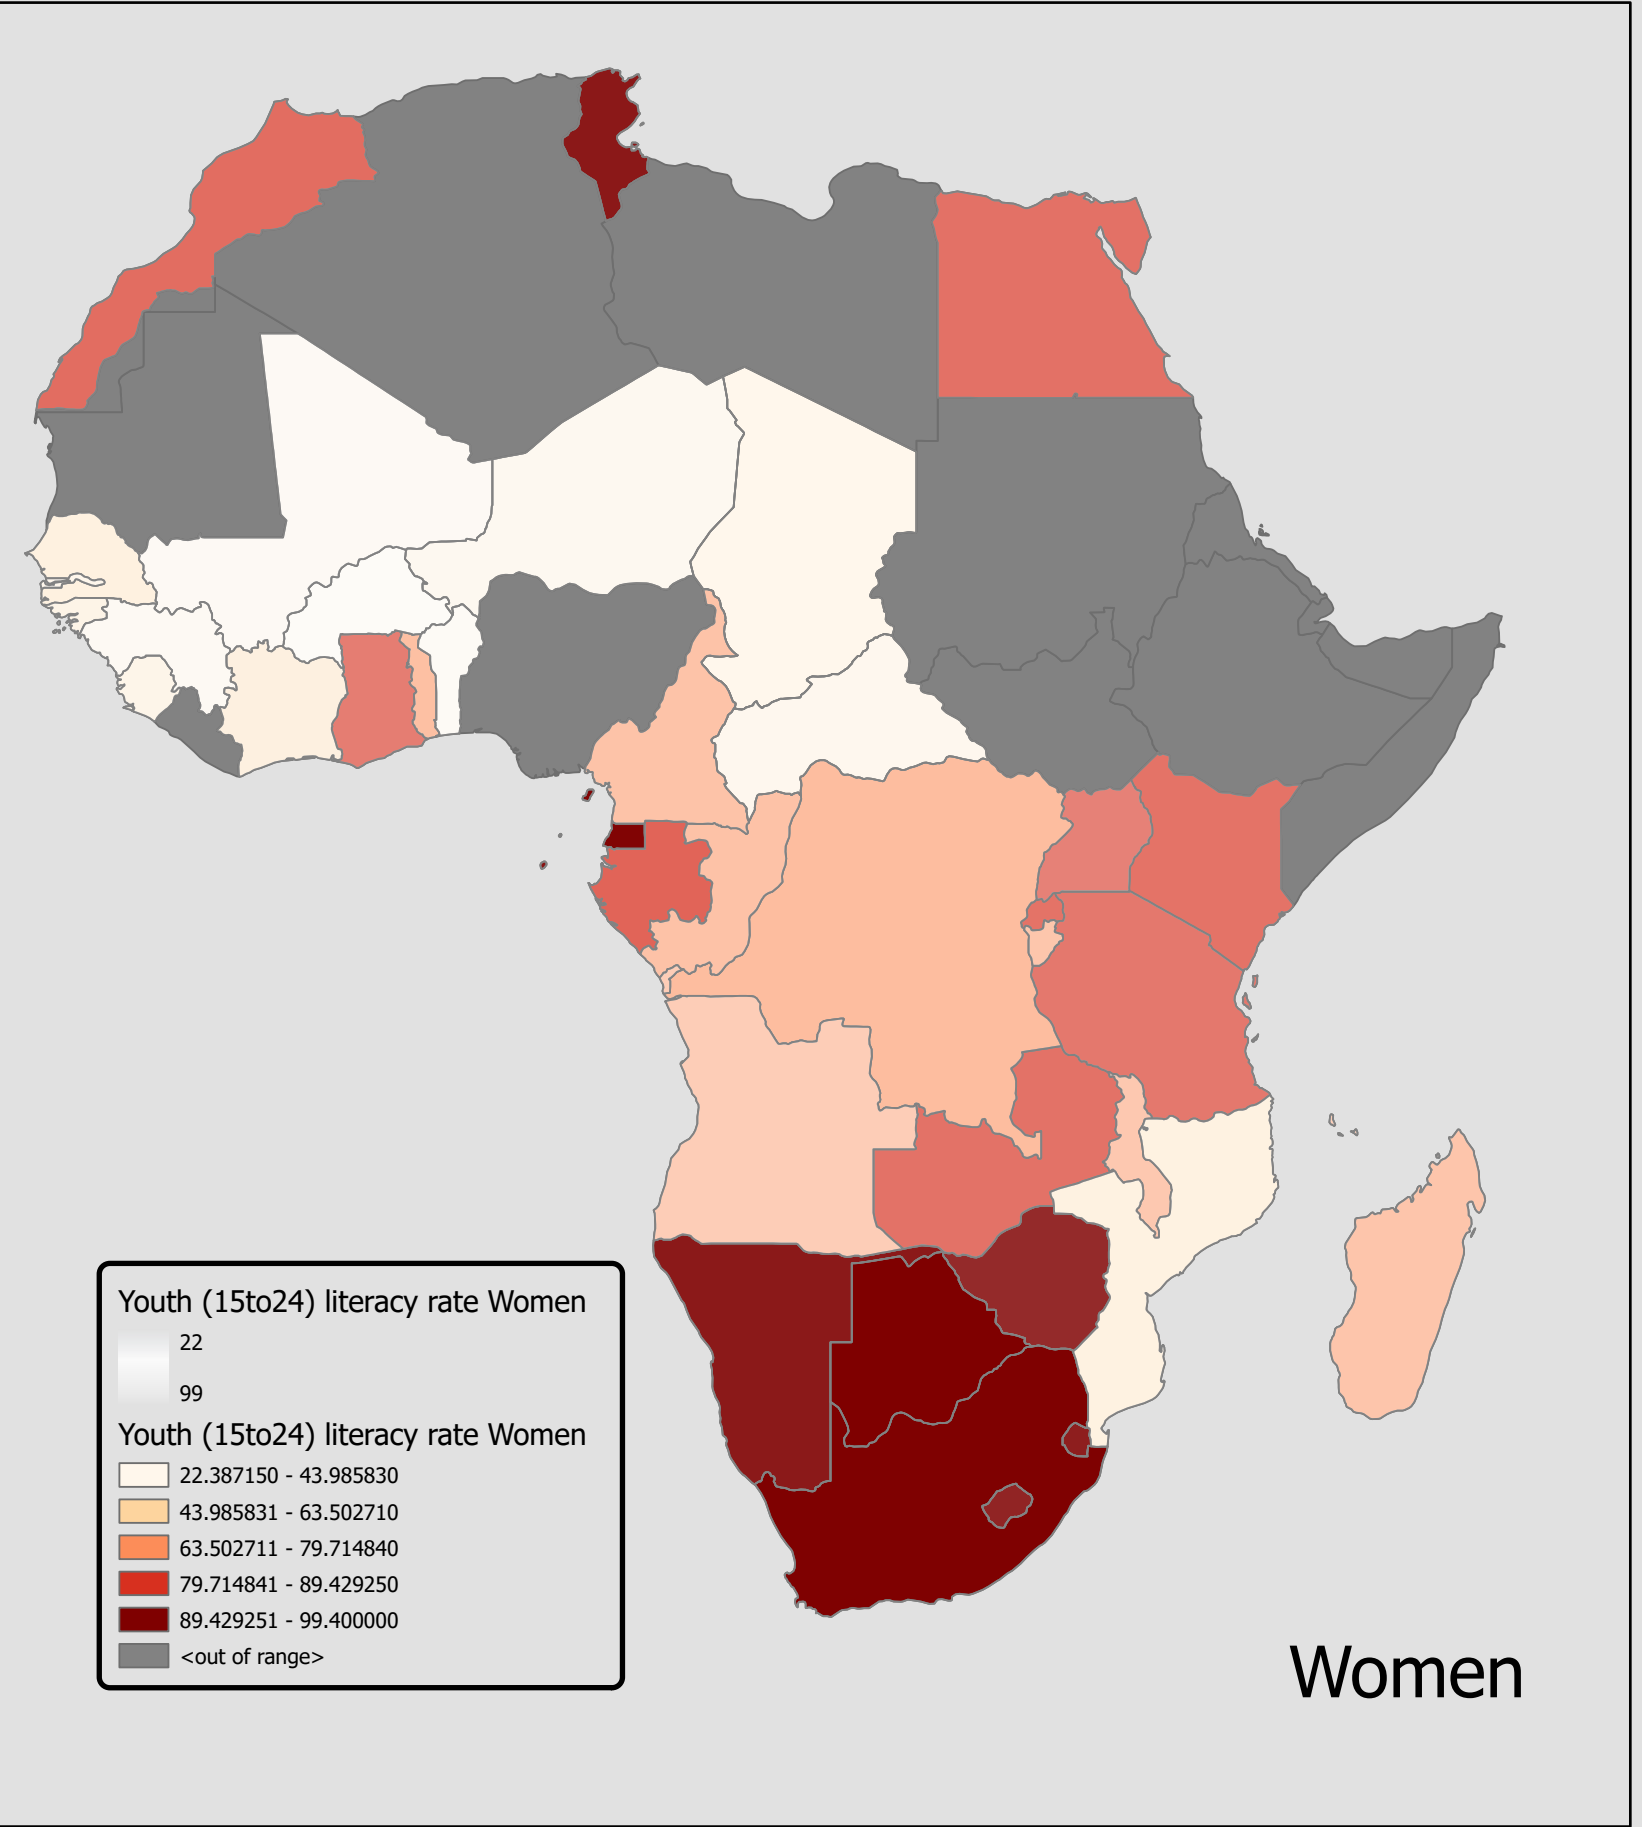 Youth (15to24) literacy rate Women
22
99
Youth (15to24) literacy rate Women
22.387150 - 43.985830
43.985831 - 63.502710
63.502711 - 79.714840
79.714841 - 89.429250
89.429251 - 99.400000
<out of range>
Women